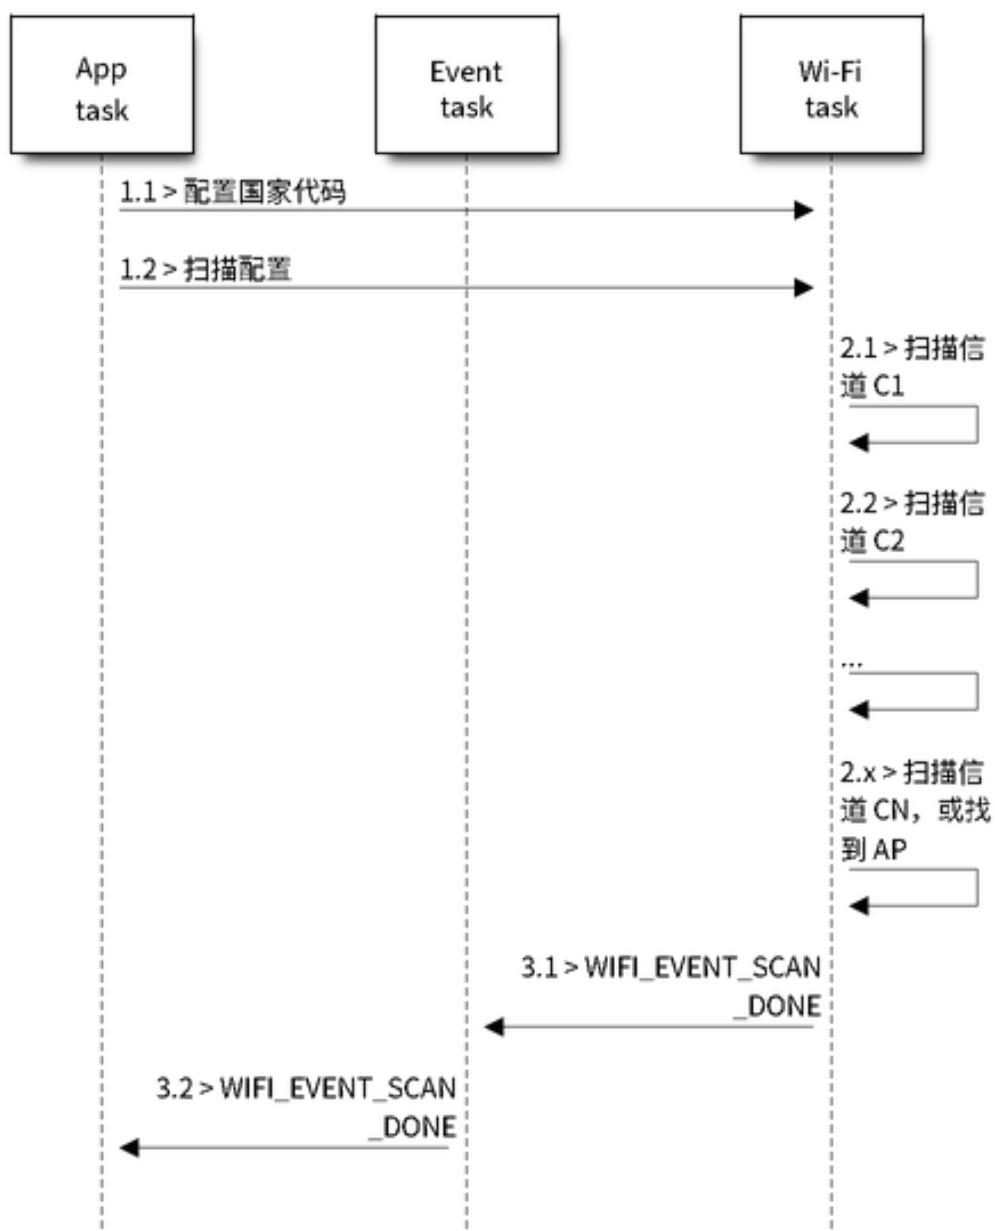 App
task
Event
task
Wi-Fi
task
1.1 > 配置国家代码
1.2 > 扫描配置
2.1 > 扫描信
道 C1
2.2 > 扫描信
道 C2
...
2.x > 扫描信
道 CN，或找
到 AP
3.1 > WIFI_EVENT_SCAN
_DONE
3.2 > WIFI_EVENT_SCAN
_DONE